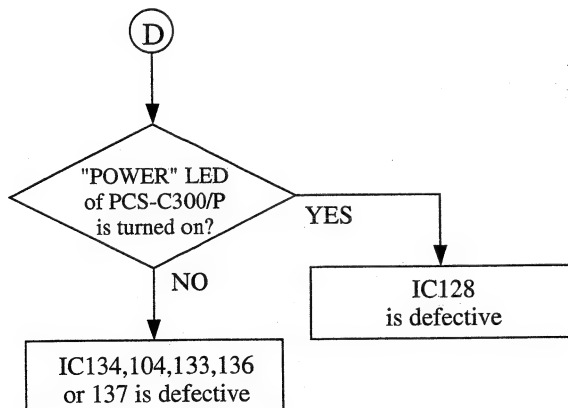 D
"POWER" LED
of PCS-C300/P
is turned on?
YES
NO
IC128
is defective
IC134,104,133,136
or 137 is defective